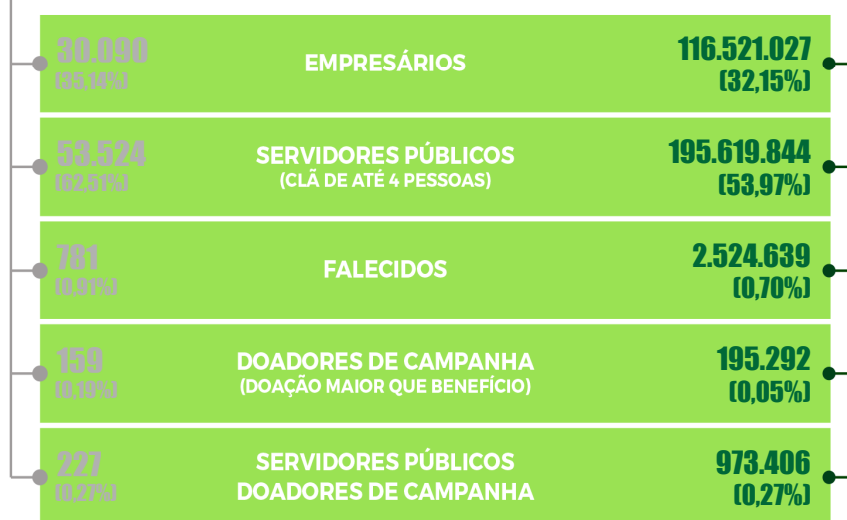 30.090
(35,14%)
EMPRESÁRIOS
116.521.027
(32,15%)
53.524
(62,51%)
SERVIDORES PÚBLICOS
(CLÃ DE ATÉ 4 PESSOAS)
195.619.844
(53,97%)
781
(0,91%)
FALECIDOS
2.524.639
(0,70%)
159
(0,19%)
DOADORES DE CAMPANHA
(DOAÇÃO MAIOR QUE BENEFÍCIO)
195.292
(0,05%)
227
(0,27%)
SERVIDORES PÚBLICOS
DOADORES DE CAMPANHA
973.406
(0,27%)